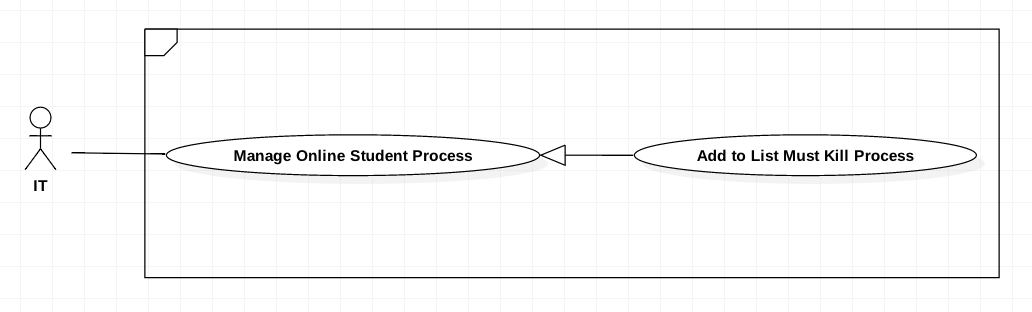 Manage Online Student Process
Add to List Must Kill Process
IT